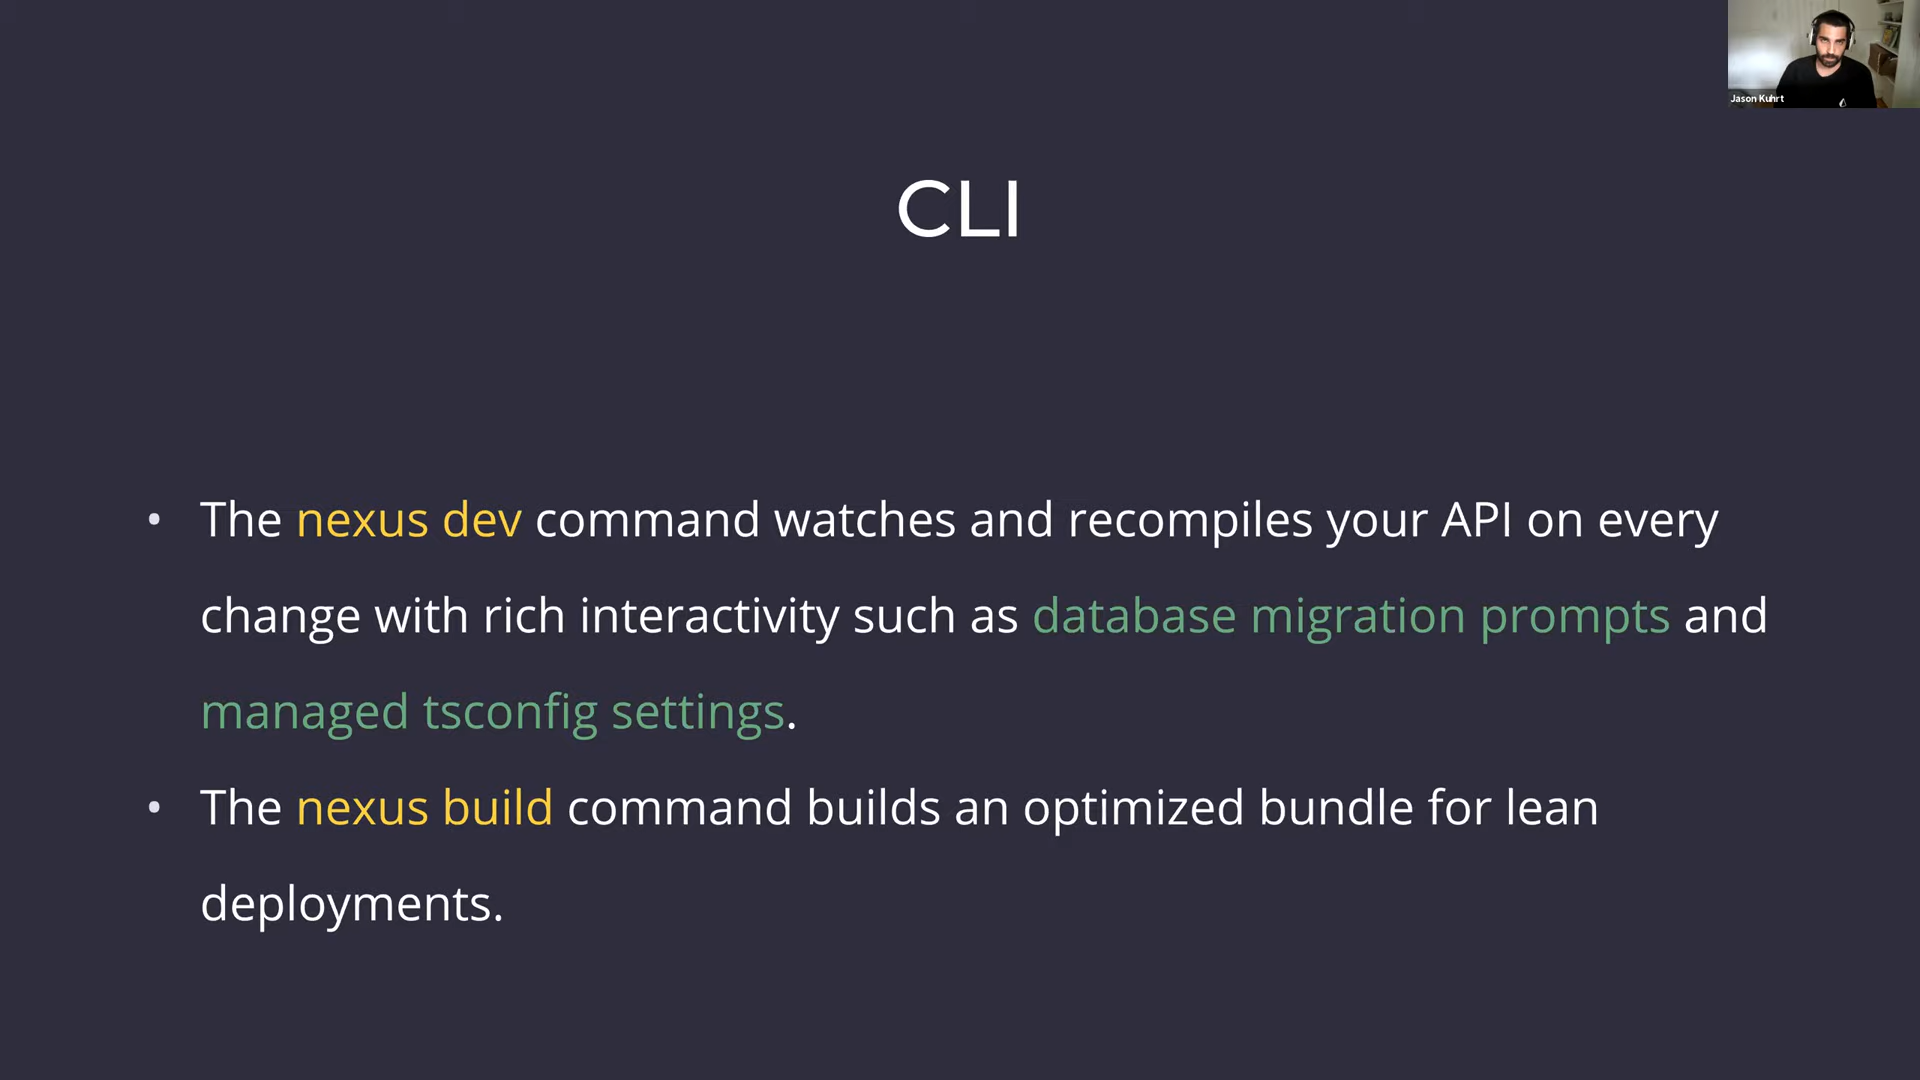 Jason Kuhrt
CLI
• The nexus dev command watches and recompiles your API on every
change with rich interactivity such as database migration prompts and
managed tsconfig settings.
• The nexus build command builds an optimized bundle for lean
deployments.